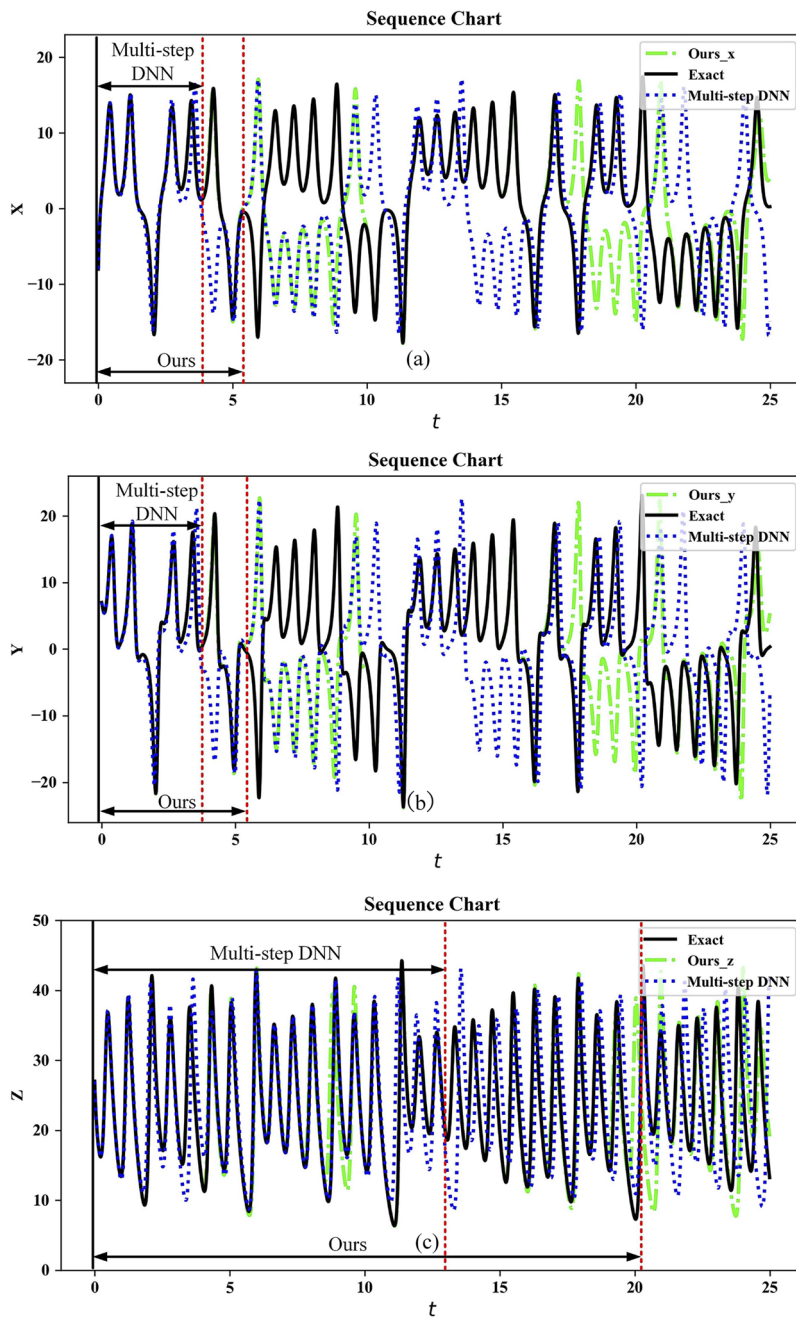 Sequence Chart
20
10
0
−10
−20
X
Multi-step
DNN
Ours_x
Exact
Multi-step DNN
Ours
(a)
0
5
10
15
20
25
t
Sequence Chart
20
10
0
−10
−20
Y
Multi-step
DNN
Ours_y
Exact
Multi-step DNN
Ours
(b)
0
5
10
15
20
25
t
Sequence Chart
50
40
30
20
10
0
Z
Multi-step DNN
Exact
Ours_z
Multi-step DNN
Ours
(c)
0
5
10
15
20
25
t